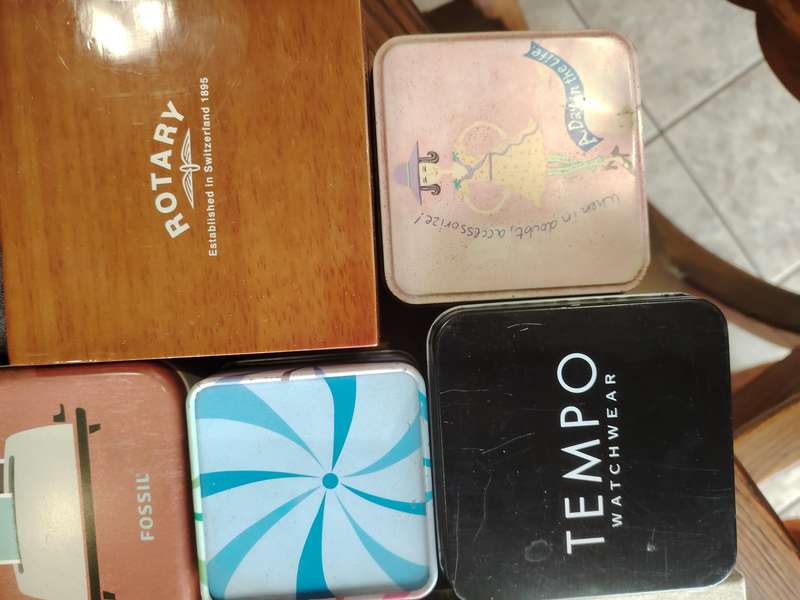 ROTARY
Established in Switzerland 1895
A Day in the Life
When in doubt, accessorize!
FOSSIL
TEMPO
WATCHWEAR